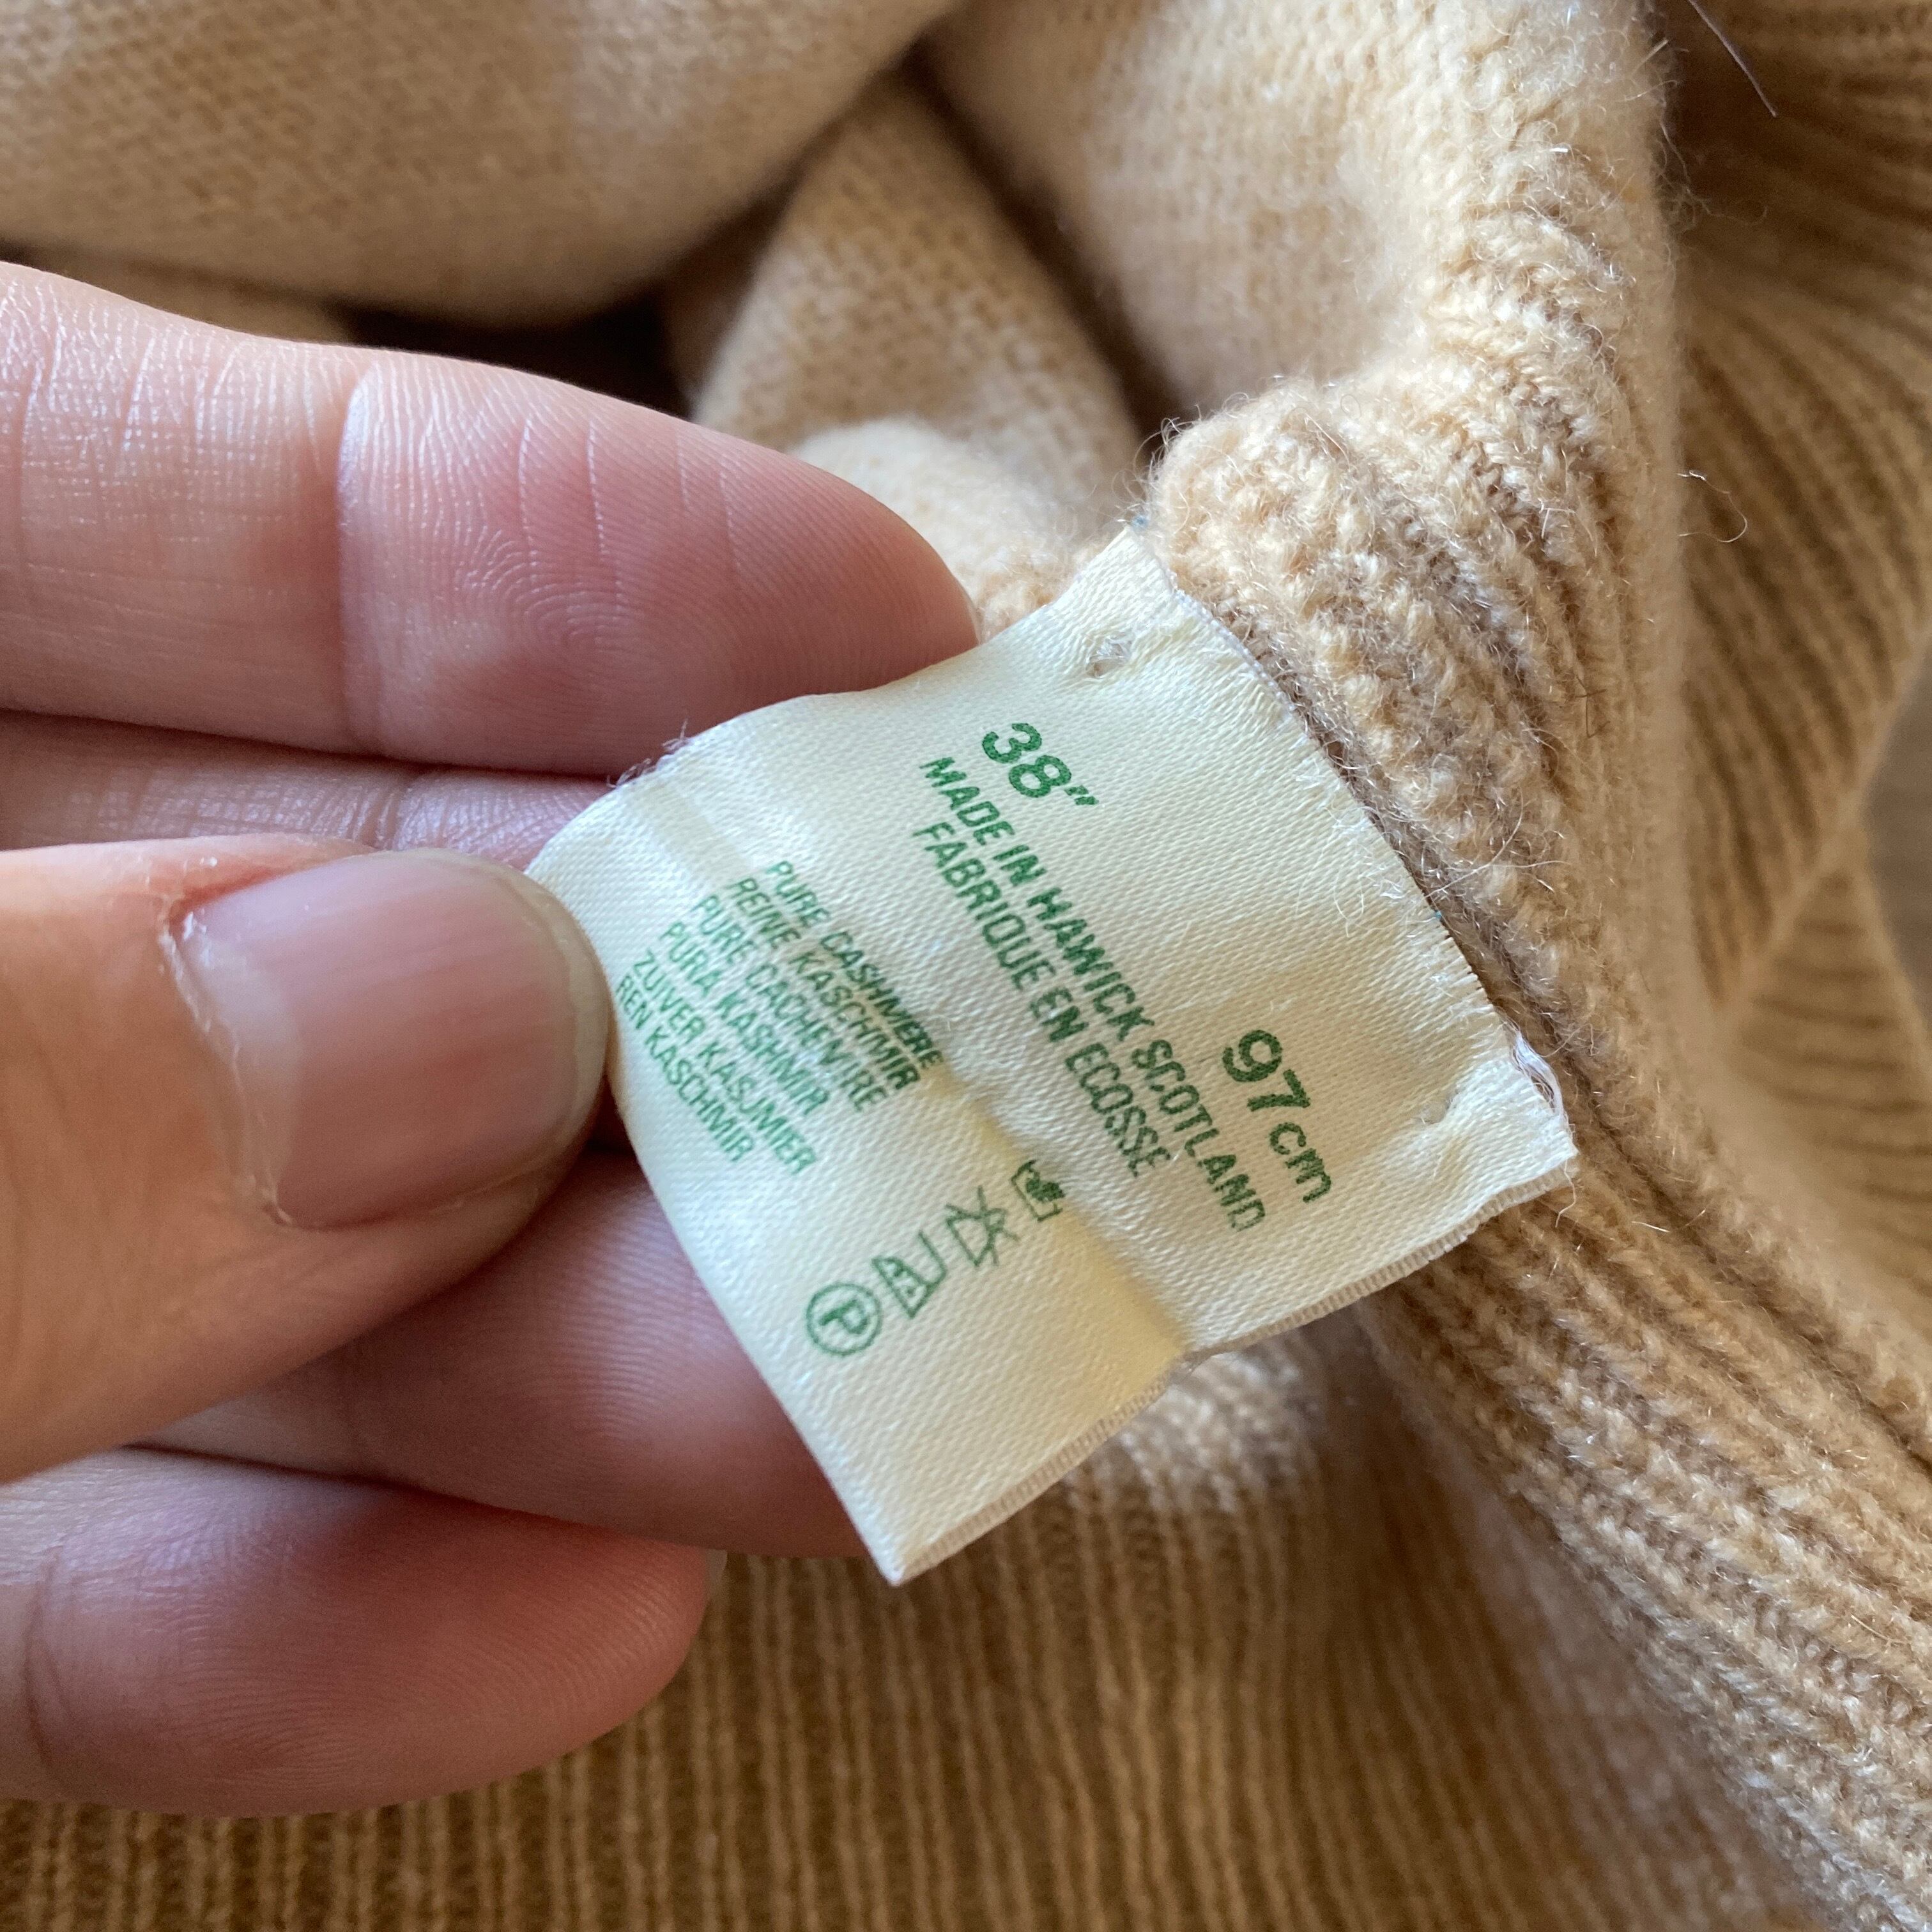 38" 97cm
MADE IN HAWICK SCOTLAND
FABRIQUE EN ECOSSE
PURE CASHMERE
REINE KASCHMIR
PURE CACHEMIRE
PURA KASHMIR
ZUIVER KASJMIER
REN KASCHMIR
P